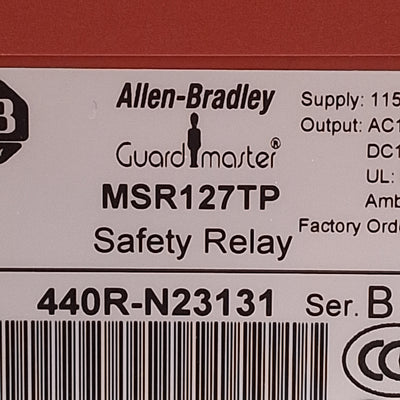 Allen-Bradley
Guardmaster®
MSR127TP
Safety Relay
Supply: 115
Output: AC1
DC1
UL:
Amb
Factory Orde
440R-N23131 Ser. B